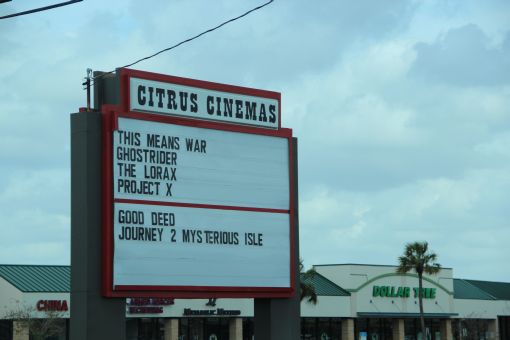 CITRUS CINEMAS
THIS MEANS WAR
GHOSTRIDER
THE LORAX
PROJECT X
GOOD DEED
JOURNEY 2 MYSTERIOUS ISLE
CHINA
DOLLAR TREE